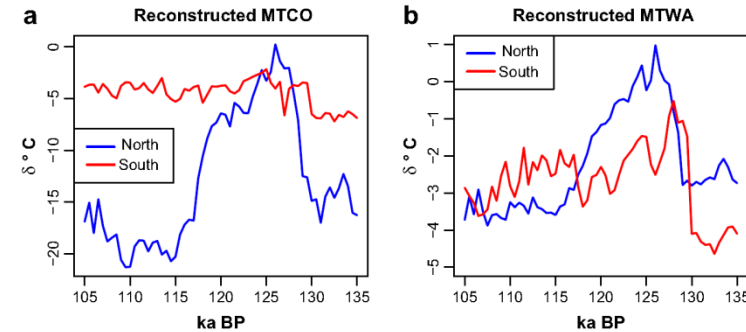 a
Reconstructed MTCO
δ ° C
0
−5
−10
−15
−20
North
South
105
110
115
120
125
130
135
ka BP
b
Reconstructed MTWA
δ ° C
1
0
−1
−2
−3
−4
−5
North
South
105
110
115
120
125
130
135
ka BP